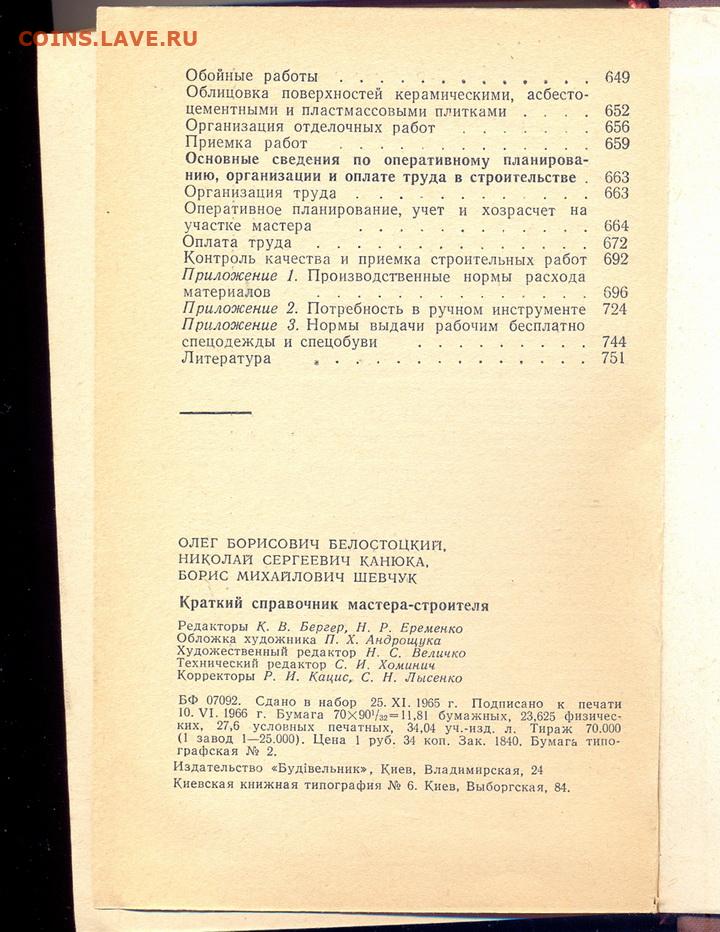 COINS.LAVE.RU
Обойные работы . . . . . . . . . . 649
Облицовка поверхностей керамическими, асбесто-
цементными и пластмассовыми плитками . . . . 652
Организация отделочных работ . . . . . . 656
Приемка работ . . . . . . . . . . 659
Основные сведения по оперативному планирова-
нию, организации и оплате труда в строительстве . 663
Организация труда . . . . . . . . . 663
Оперативное планирование, учет и хозрасчет на
участке мастера . . . . . . . . . 664
Оплата труда . . . . . . . . . . . 672
Контроль качества и приемка строительных работ 692
Приложение 1. Производственные нормы расхода
материалов . . . . . . . . . . . 696
Приложение 2. Потребность в ручном инструменте 724
Приложение 3. Нормы выдачи рабочим бесплатно
спецодежды и спецобуви . . . . . . . 744
Литература . . . . . . . . . . . 751
ОЛЕГ БОРИСОВИЧ БЕЛОСТОЦКИЙ,
НИКОЛАЙ СЕРГЕЕВИЧ КАНЮКА,
БОРИС МИХАЙЛОВИЧ ШЕВЧУК
Краткий справочник мастера-строителя
Редакторы К. В. Бергер, Н. Р. Еременко
Обложка художника П. Х. Андрощука
Художественный редактор Н. С. Величко
Технический редактор С. И. Хоминич
Корректоры Р. И. Кацис, С. Н. Лысенко
БФ 07092. Сдано в набор 25. XI. 1965 г. Подписано к печати
10. VI. 1966 г. Бумага 70×90¹/₃₂=11,81 бумажных, 23,625 физичес-
ких, 27,6 условных печатных, 34,04 уч.-изд. л. Тираж 70.000
(1 завод 1—25.000). Цена 1 руб. 34 коп. Зак. 1840. Бумага типо-
графская № 2.
Издательство «Будівельник», Киев, Владимирская, 24
Киевская книжная типография № 6. Киев, Выборгская, 84.